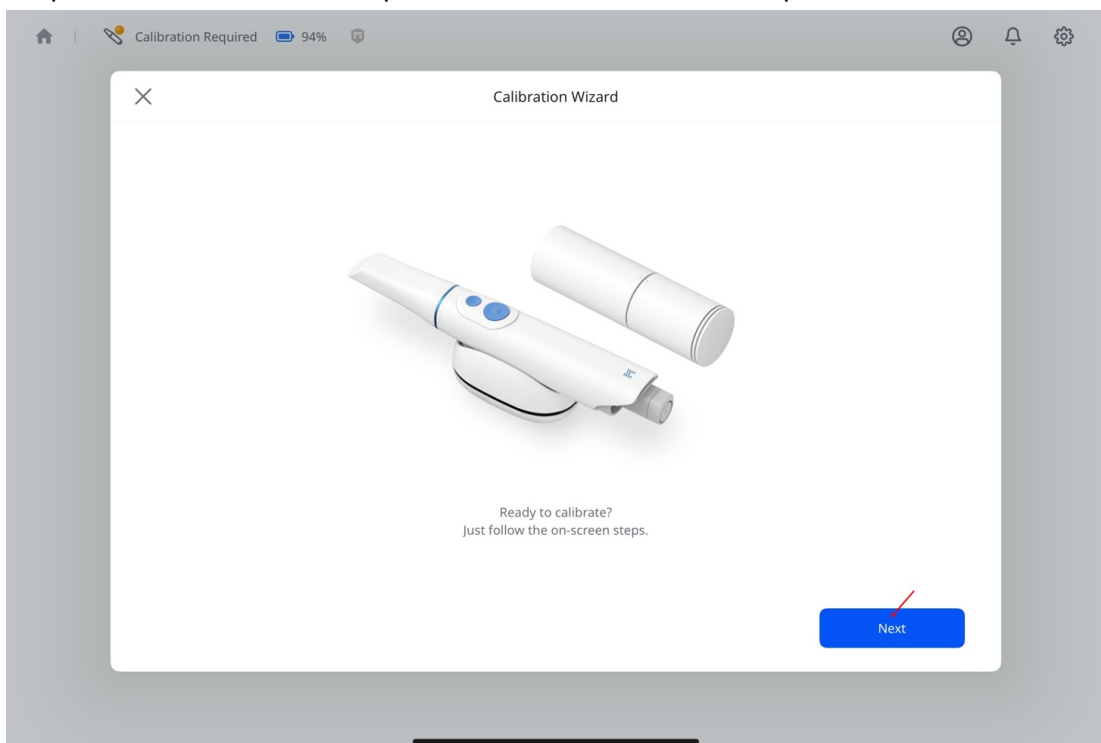 Calibration Required 94%
Calibration Wizard
Ready to calibrate?
Just follow the on-screen steps.
Next